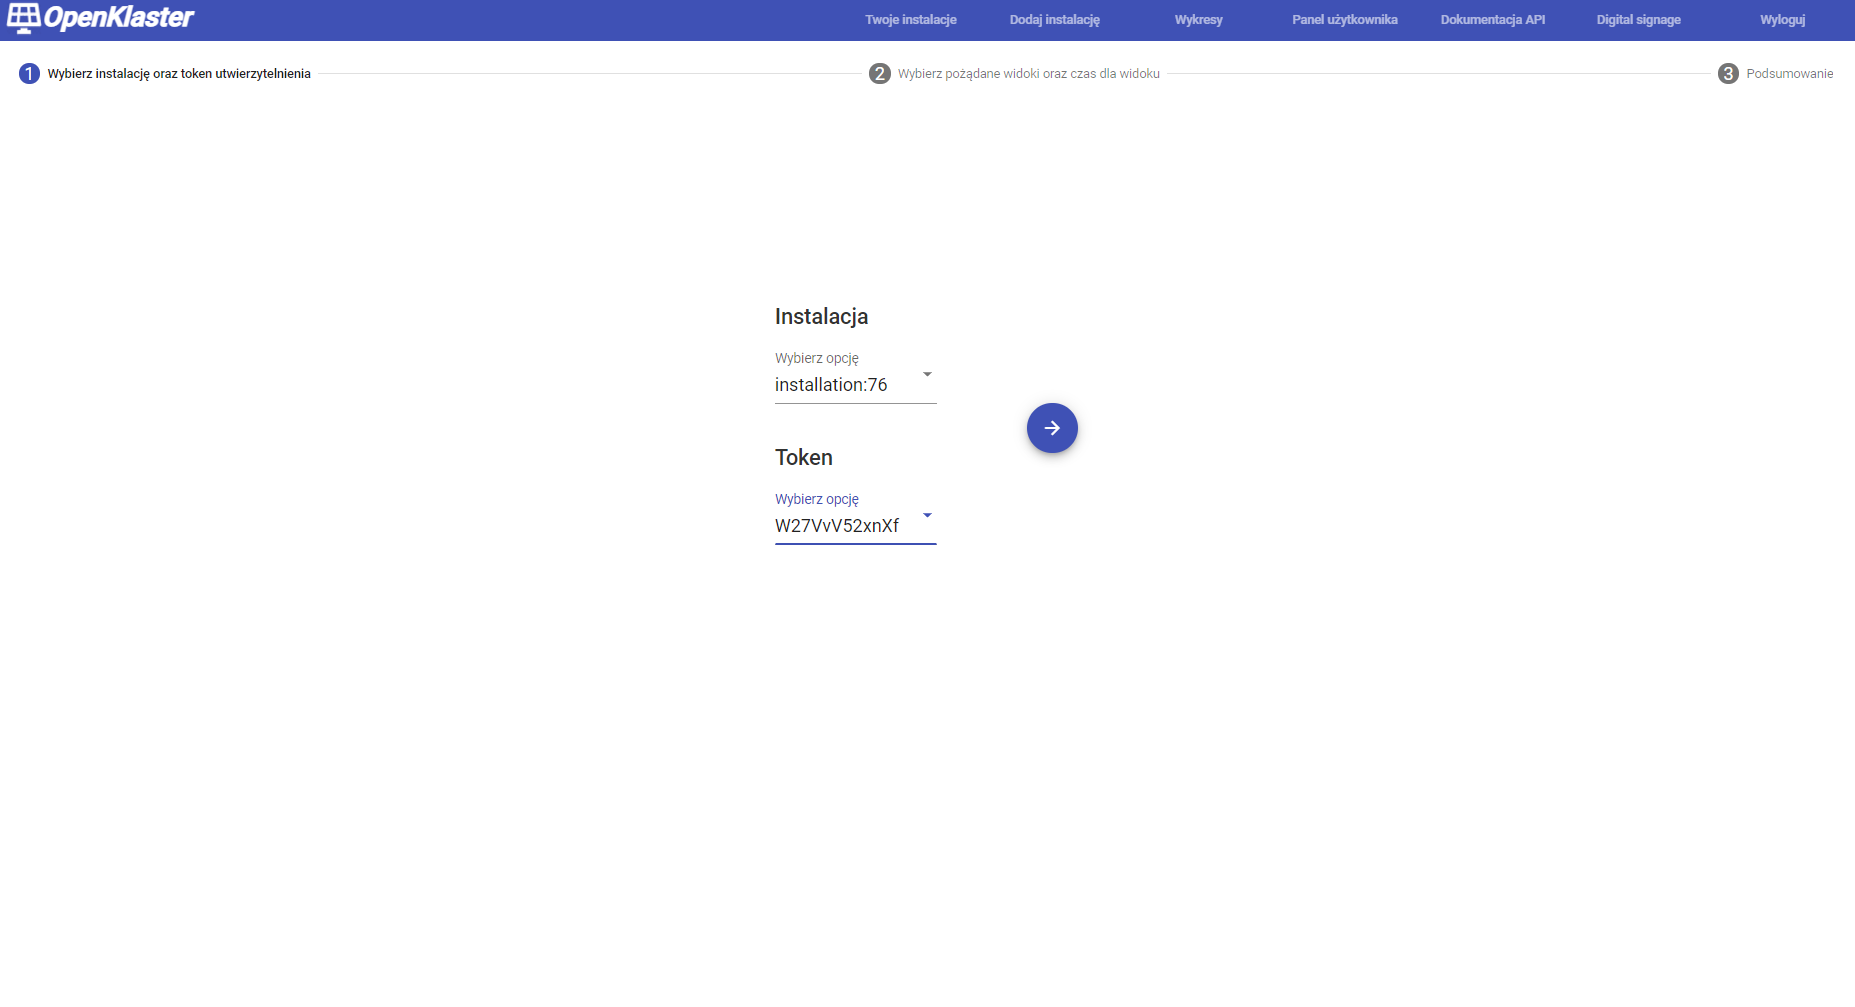 OpenKlaster
Twoje instalacje Dodaj instalację Wykresy Panel użytkownika Dokumentacja API Digital signage Wyloguj
1 Wybierz instalację oraz token utwierzytelnienia 2 Wybierz pożądane widoki oraz czas dla widoku 3 Podsumowanie
Instalacja
Wybierz opcję
installation:76
Token
Wybierz opcję
W27VvV52xnXf